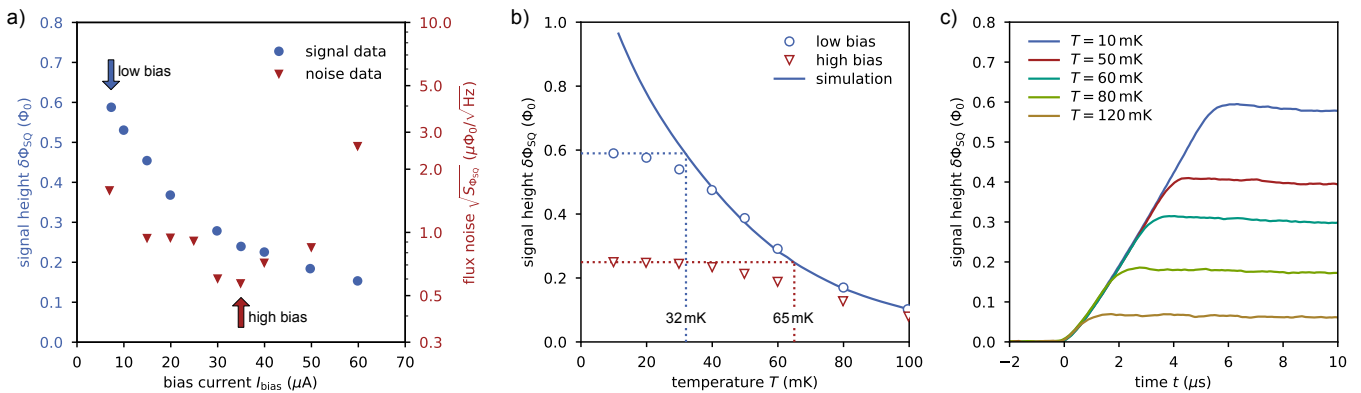 a)
signal height δΦSQ (Φ0)
0.8
0.7
0.6
0.5
0.4
0.3
0.2
0.1
0.0
low bias
signal data
noise data
high bias
10.0
5.0
3.0
2.0
1.0
0.5
0.3
flux noise √SΦSQ (μΦ0/√Hz)
0 10 20 30 40 50 60 70
bias current Ibias (μA)
b)
signal height δΦSQ (Φ0)
1.0
0.8
0.6
0.4
0.2
0.0
low bias
high bias
simulation
32 mK
65 mK
0 20 40 60 80 100
temperature T (mK)
c)
signal height δΦSQ (Φ0)
0.8
0.7
0.6
0.5
0.4
0.3
0.2
0.1
0.0
T = 10 mK
T = 50 mK
T = 60 mK
T = 80 mK
T = 120 mK
−2 0 2 4 6 8 10
time t (μs)